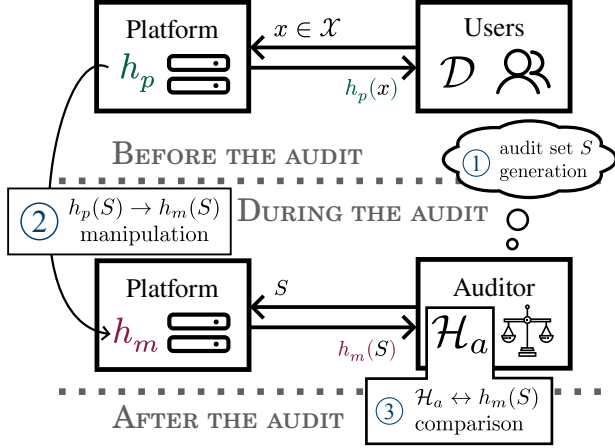 Platform
h_p
x ∈ 𝒳
h_p(x)
Users
𝒟
BEFORE THE AUDIT
1 audit set S
generation
2 h_p(S) → h_m(S)
manipulation
DURING THE AUDIT
Platform
h_m
S
h_m(S)
Auditor
ℋ_a
AFTER THE AUDIT
3 ℋ_a ↔ h_m(S)
comparison